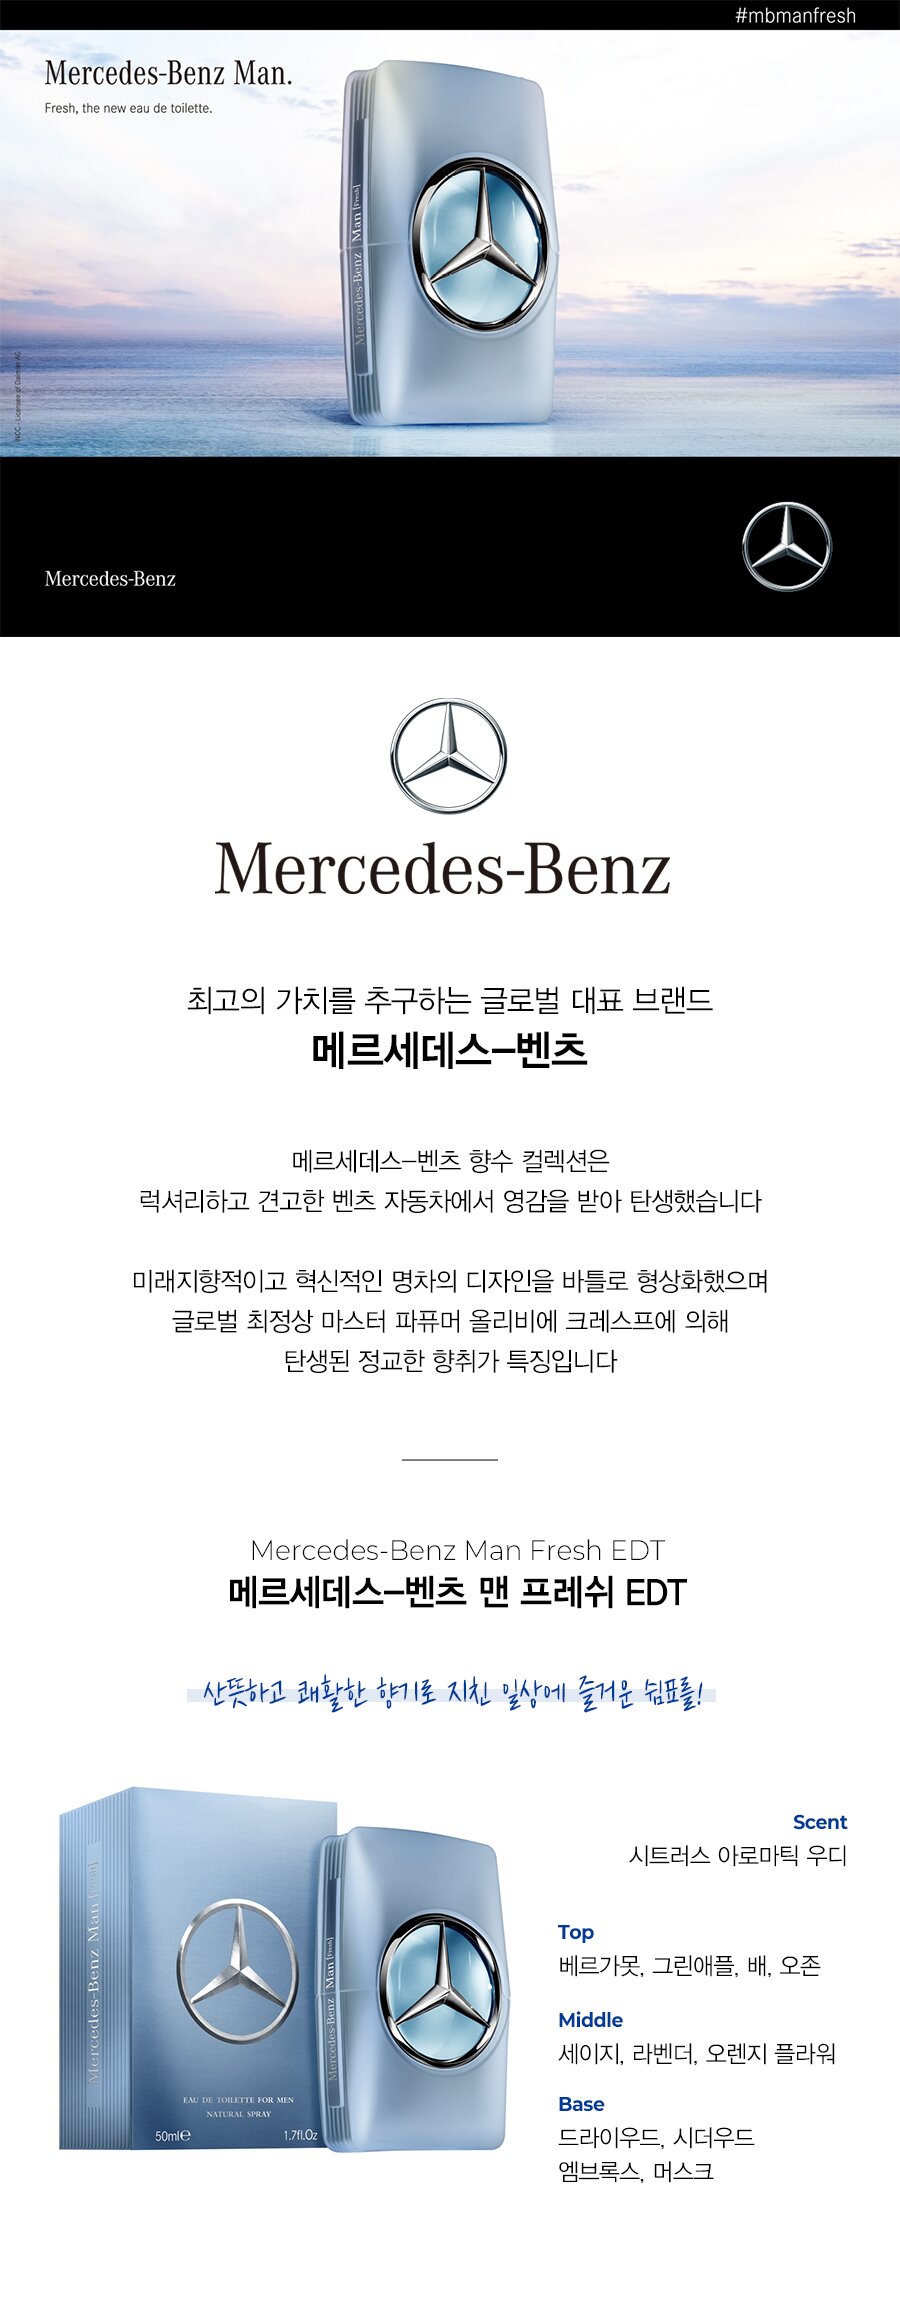 #mbmanfresh
Mercedes-Benz Man.
Fresh, the new eau de toilette.
Mercedes-Benz Man [Fresh]
INCC - Licensee of Daimler AG
Mercedes-Benz
Mercedes-Benz
최고의 가치를 추구하는 글로벌 대표 브랜드
메르세데스–벤츠
메르세데스–벤츠 향수 컬렉션은
럭셔리하고 견고한 벤츠 자동차에서 영감을 받아 탄생했습니다
미래지향적이고 혁신적인 명차의 디자인을 바틀로 형상화했으며
글로벌 최정상 마스터 파퓨머 올리비에 크레스프에 의해
탄생된 정교한 향취가 특징입니다
Mercedes-Benz Man Fresh EDT
메르세데스–벤츠 맨 프레쉬 EDT
산뜻하고 쾌활한 향기로 지친 일상에 즐거운 쉼표를!
Mercedes-Benz Man [Fresh]
EAU DE TOILETTE FOR MEN
NATURAL SPRAY
50ml℮ 1.7fl.Oz
Mercedes-Benz Man [Fresh]
Scent
시트러스 아로마틱 우디
Top
베르가못, 그린애플, 배, 오존
Middle
세이지, 라벤더, 오렌지 플라워
Base
드라이우드, 시더우드
엠브록스, 머스크